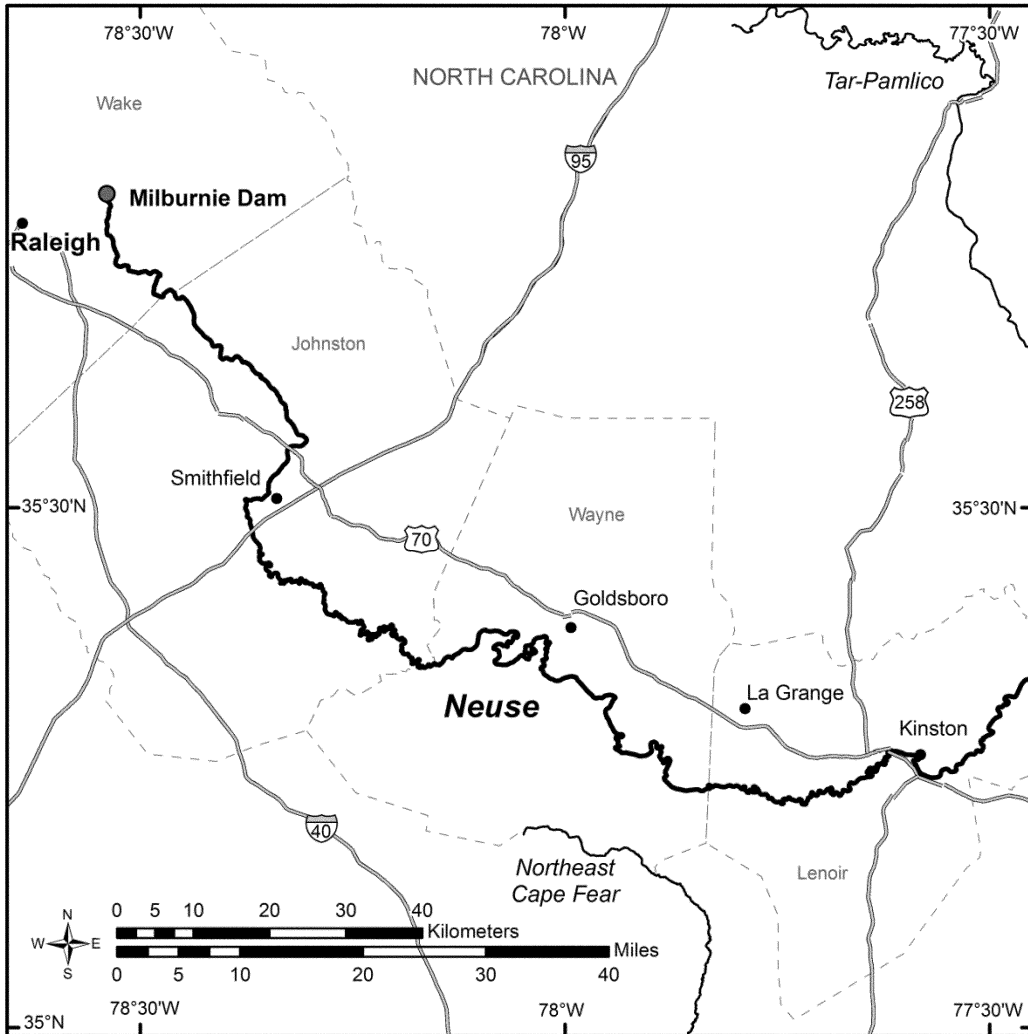 78°30'W
78°W
77°30'W
NORTH CAROLINA
Tar-Pamlico
Wake
95
Milburnie Dam
Raleigh
Johnston
258
Smithfield
35°30'N
35°30'N
Wayne
70
Goldsboro
La Grange
Neuse
Kinston
40
Northeast
Cape Fear
Lenoir
0 5 10 20 30 40
Kilometers
N
W E
S
Miles
0 5 10 20 30 40
78°30'W
78°W
77°30'W
35°N